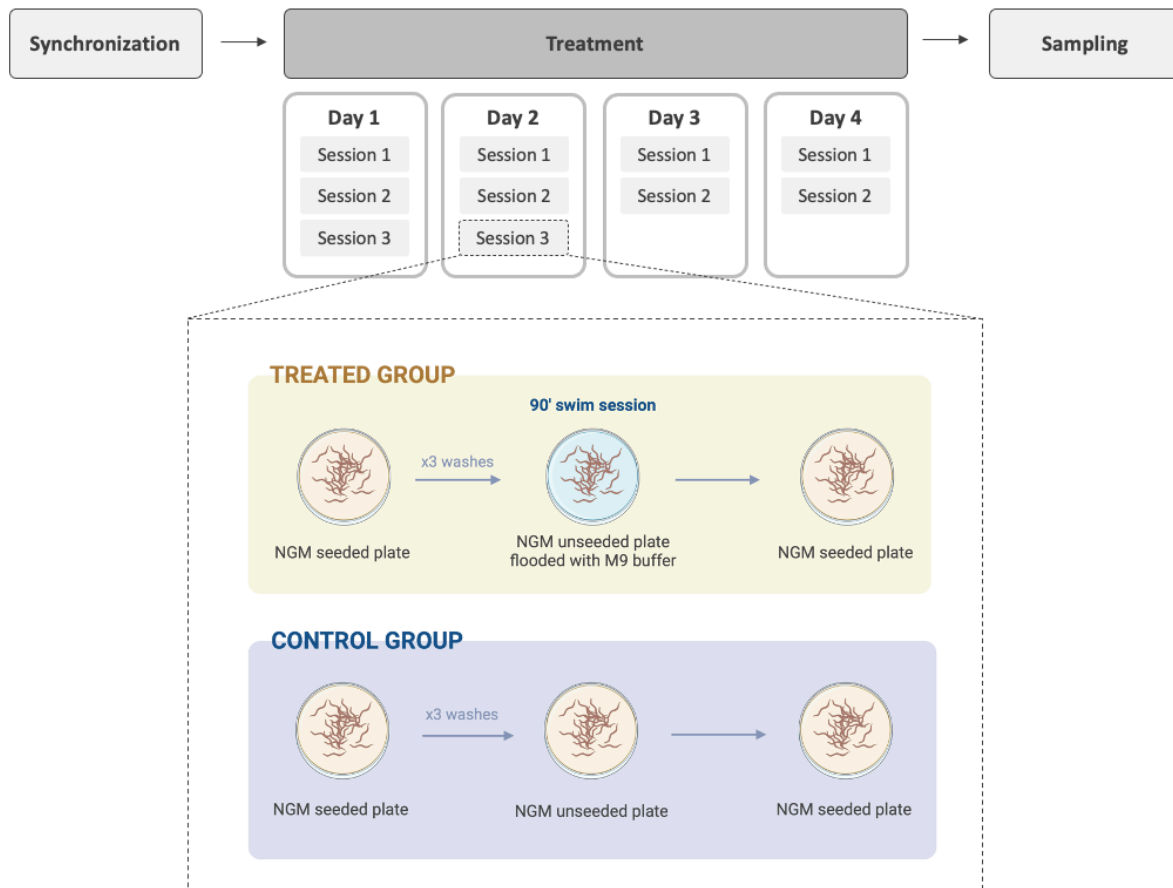 Synchronization
Treatment
Sampling
Day 1
Session 1
Session 2
Session 3
Day 2
Session 1
Session 2
Session 3
Day 3
Session 1
Session 2
Day 4
Session 1
Session 2
TREATED GROUP
90' swim session
x3 washes
NGM seeded plate
NGM unseeded plate
flooded with M9 buffer
NGM seeded plate
CONTROL GROUP
x3 washes
NGM seeded plate
NGM unseeded plate
NGM seeded plate